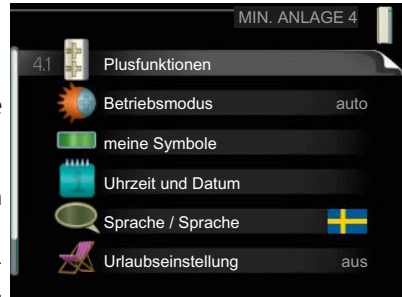 MIN. ANLAGE 4
4.1 Plusfunktionen
Betriebsmodus auto
meine Symbole
Uhrzeit und Datum
Sprache / Sprache
Urlaubseinstellung aus